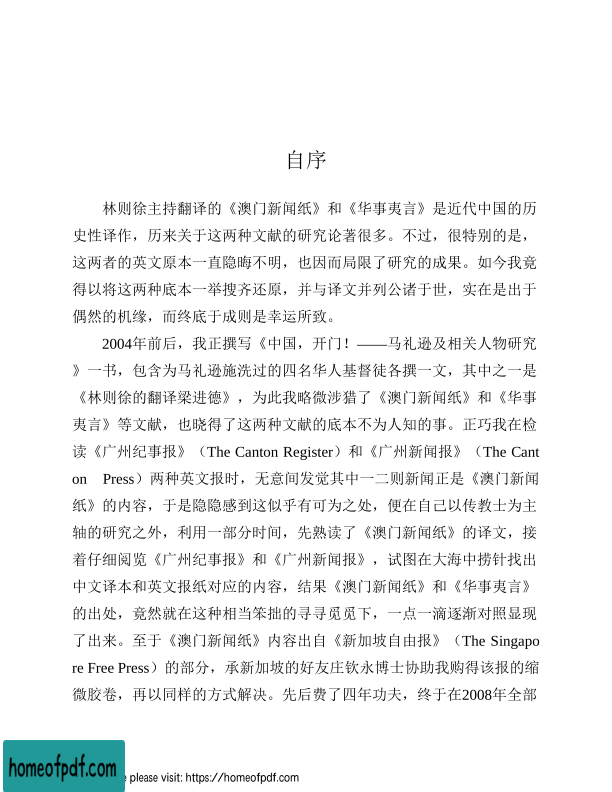 自序
林则徐主持翻译的《澳门新闻纸》和《华事夷言》是近代中国的历
史性译作，历来关于这两种文献的研究论著很多。不过，很特别的是，
这两者的英文原本一直隐晦不明，也因而局限了研究的成果。如今我竟
得以将这两种底本一举搜齐还原，并与译文并列公诸于世，实在是出于
偶然的机缘，而终底于成则是幸运所致。
2004年前后，我正撰写《中国，开门！——马礼逊及相关人物研究
》一书，包含为马礼逊施洗过的四名华人基督徒各撰一文，其中之一是
《林则徐的翻译梁进德》，为此我略微涉猎了《澳门新闻纸》和《华事
夷言》等文献，也晓得了这两种文献的底本不为人知的事。正巧我在检
读《广州纪事报》（The Canton Register）和《广州新闻报》（The Cant
on Press）两种英文报时，无意间发觉其中一二则新闻正是《澳门新闻
纸》的内容，于是隐隐感到这似乎有可为之处，便在自己以传教士为主
轴的研究之外，利用一部分时间，先熟读了《澳门新闻纸》的译文，接
着仔细阅览《广州纪事报》和《广州新闻报》，试图在大海中捞针找出
中文译本和英文报纸对应的内容，结果《澳门新闻纸》和《华事夷言》
的出处，竟然就在这种相当笨拙的寻寻觅觅下，一点一滴逐渐对照显现
了出来。至于《澳门新闻纸》内容出自《新加坡自由报》（The Singapo
re Free Press）的部分，承新加坡的好友庄钦永博士协助我购得该报的缩
微胶卷，再以同样的方式解决。先后费了四年功夫，终于在2008年全部
homeofpdf.com
please visit: https://homeofpdf.com